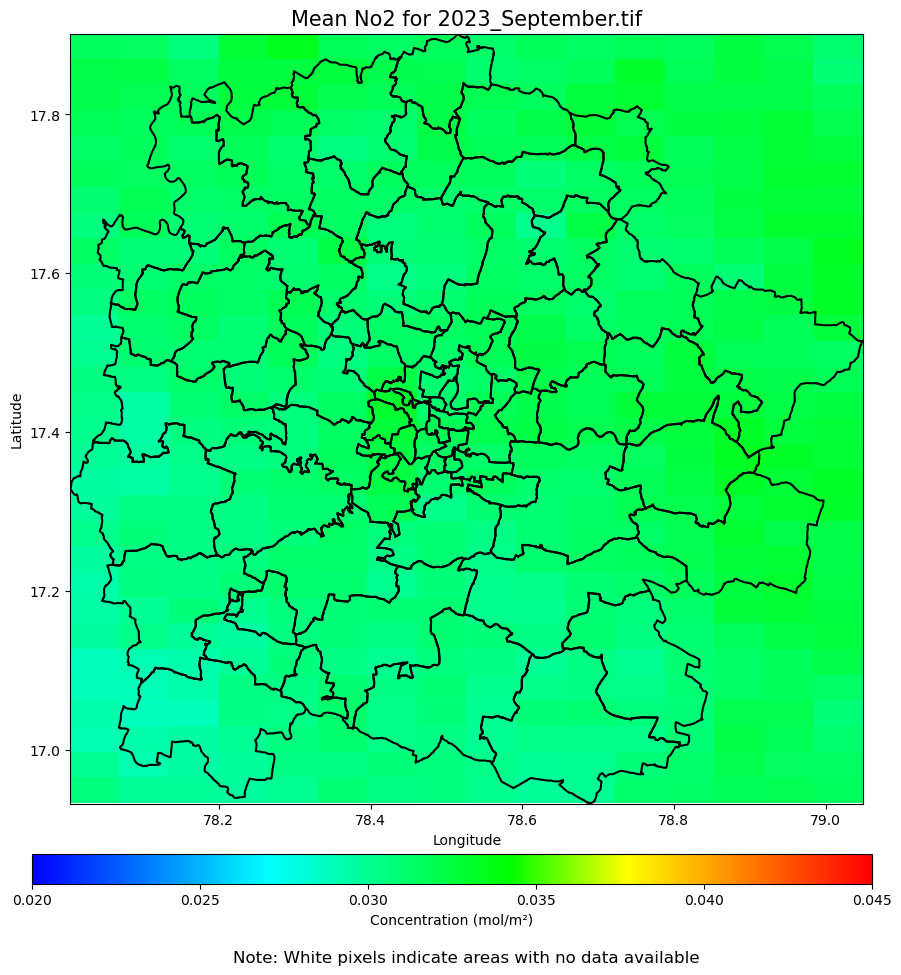 Mean No2 for 2023_September.tif
17.8
17.6
17.4
17.2
17.0
Latitude
78.2 78.4 78.6 78.8 79.0
Longitude
0.020 0.025 0.030 0.035 0.040 0.045
Concentration (mol/m²)
Note: White pixels indicate areas with no data available